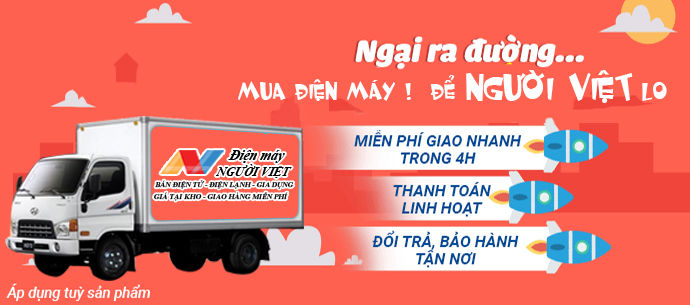 Ngại ra đường...
MUA ĐIỆN MÁY ! ĐỂ NGƯỜI VIỆT LO
MIỄN PHÍ GIAO NHANH
TRONG 4H
THANH TOÁN
LINH HOẠT
ĐỔI TRẢ, BẢO HÀNH
TẬN NƠI
Điện máy
NGƯỜI VIỆT
BÁN ĐIỆN TỬ - ĐIỆN LẠNH - GIA DỤNG
GIÁ TẠI KHO - GIAO HÀNG MIỄN PHÍ
Áp dụng tuỳ sản phẩm